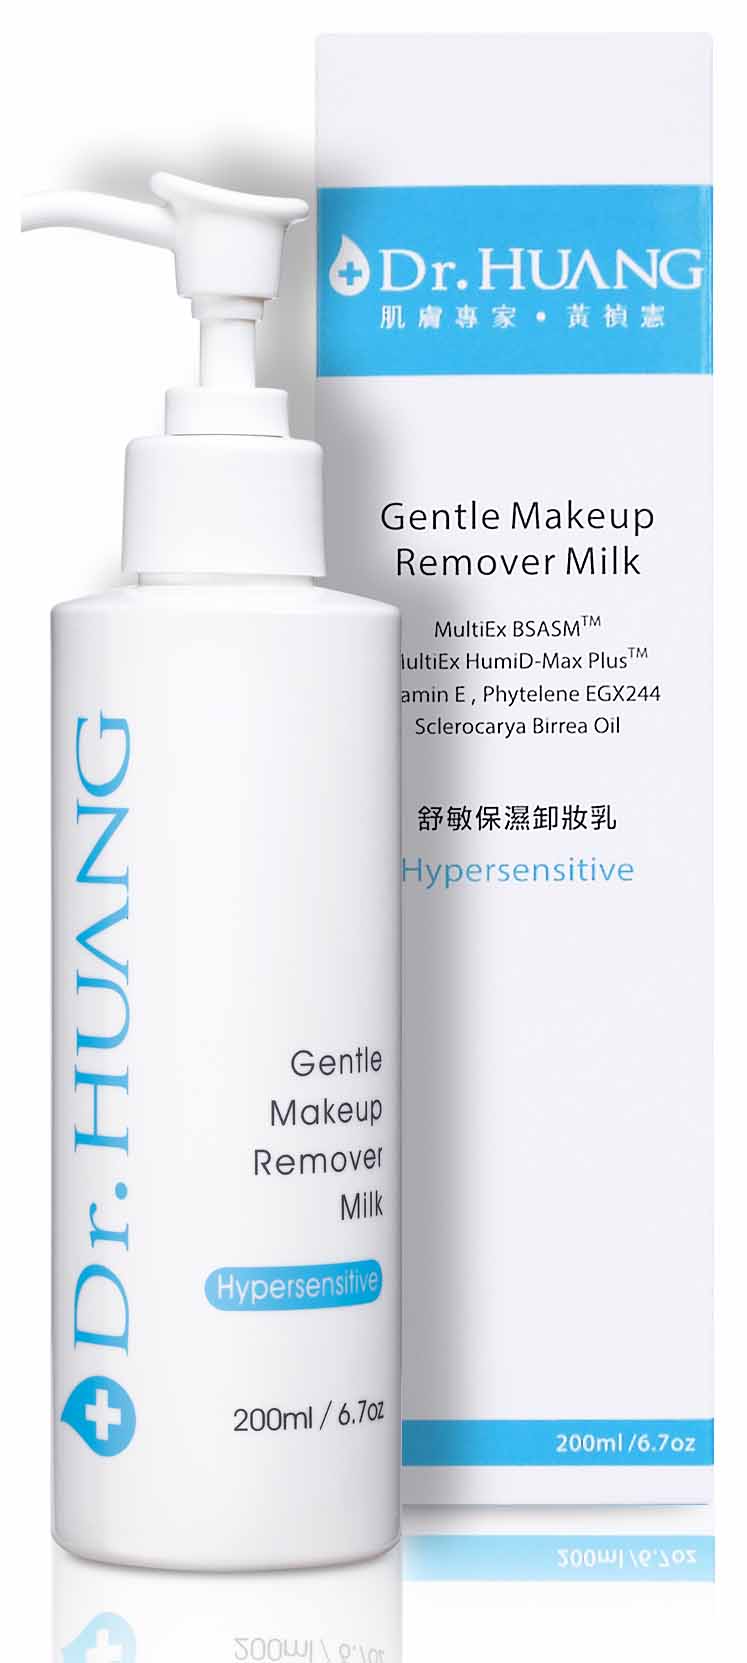 Dr.HUANG
肌膚專家・黃禎憲
Gentle Makeup
Remover Milk
MultiEx BSASM™
HumiD-Max Plus™
E , Phytelene EGX244
Sclerocarya Birrea Oil
舒敏保濕卸妝乳
Hypersensitive
200ml /6.7oz
Dr.HUANG
Gentle
Makeup
Remover
Milk
Hypersensitive
200ml / 6.7oz